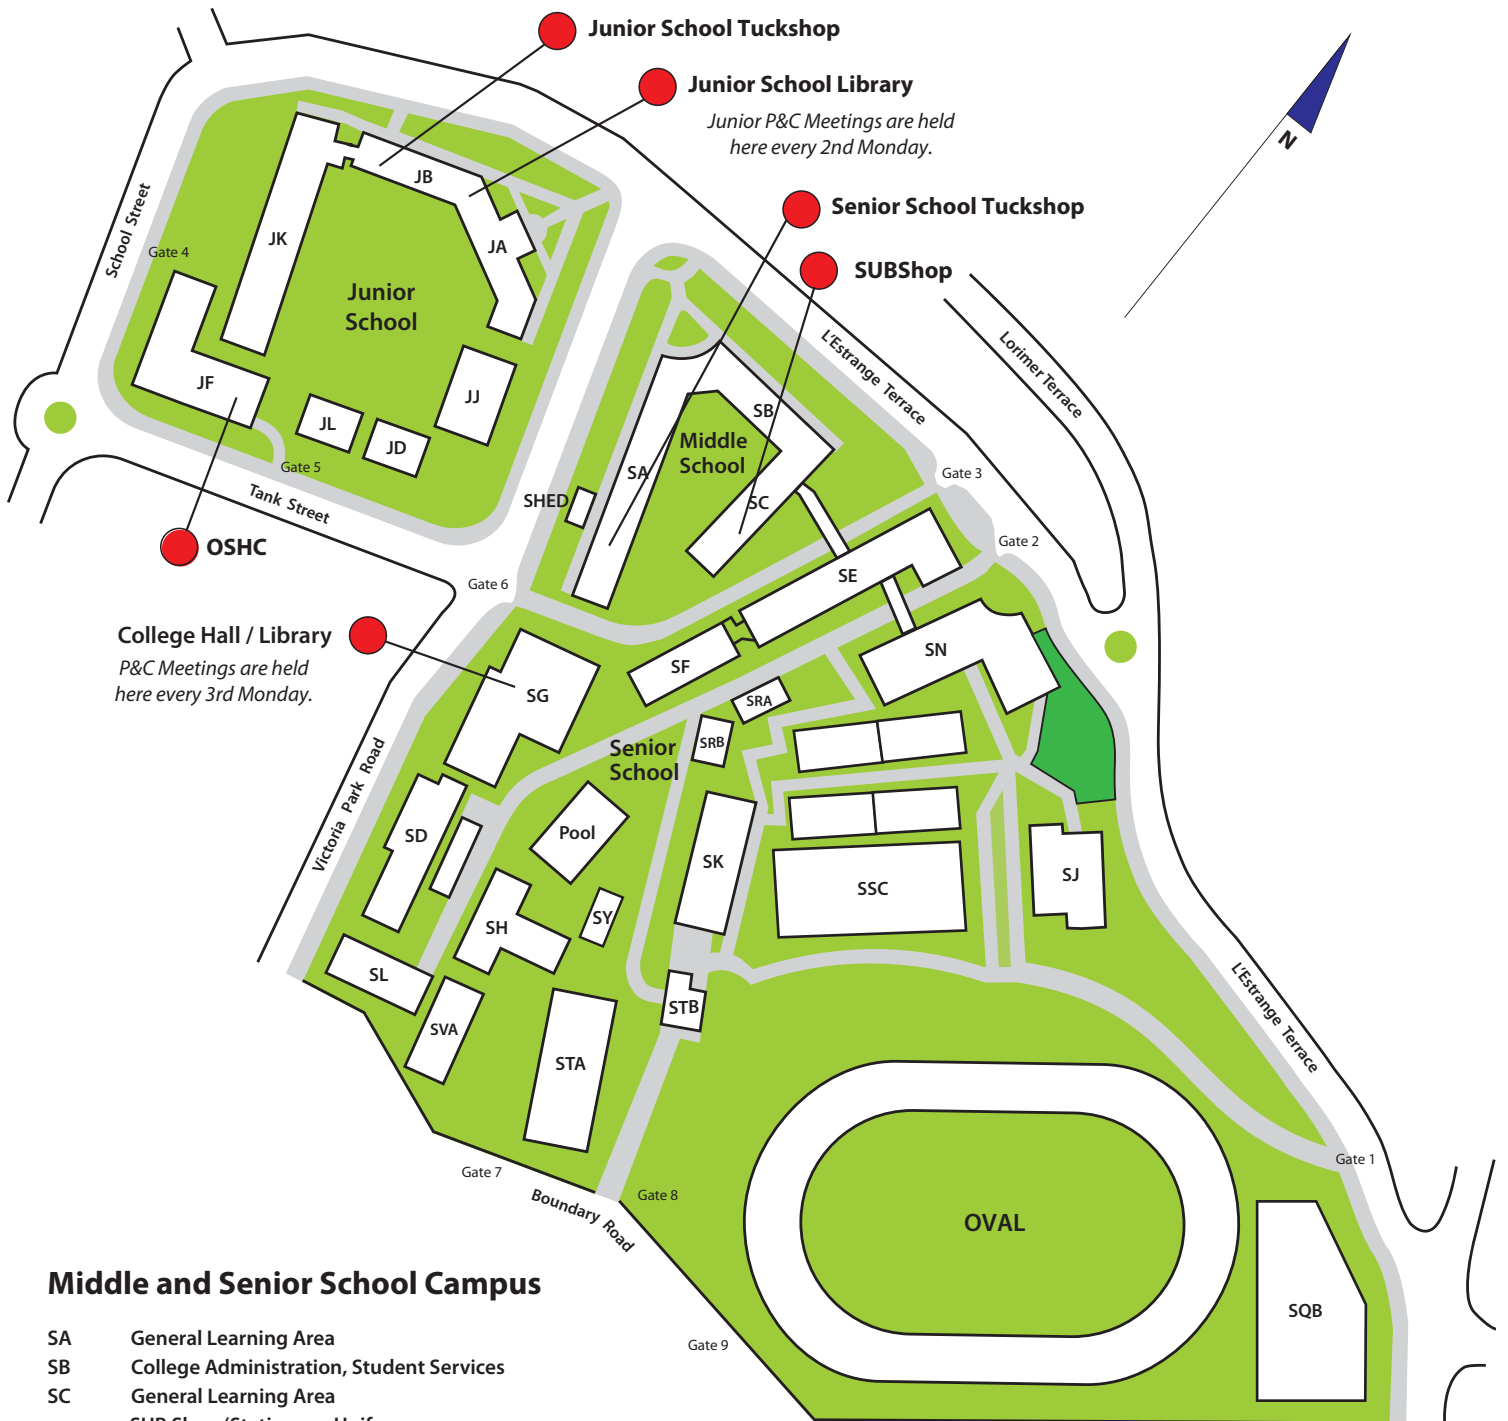 Junior School Tuckshop
Junior School Library
Junior P&C Meetings are held
here every 2nd Monday.
N
Senior School Tuckshop
SUBShop
School Street
Gate 4
JK
JB
JA
Junior
School
JF
JL
JD
JJ
Gate 5
Tank Street
OSHC
L'Estrange Terrace
Lorimer Terrace
SB
Middle
School
SA
SC
SHED
Gate 3
Gate 2
Gate 6
SE
College Hall / Library
P&C Meetings are held
here every 3rd Monday.
SF
SN
SG
SRA
SRB
Senior
School
Victoria Park Road
SD
Pool
SK
SSC
SJ
SH
SY
SL
SVA
STB
STA
L'Estrange Terrace
Gate 7
Boundary Road
Gate 8
Gate 1
OVAL
SQB
Gate 9
Middle and Senior School Campus
SA General Learning Area
SB College Administration, Student Services
SC General Learning Area